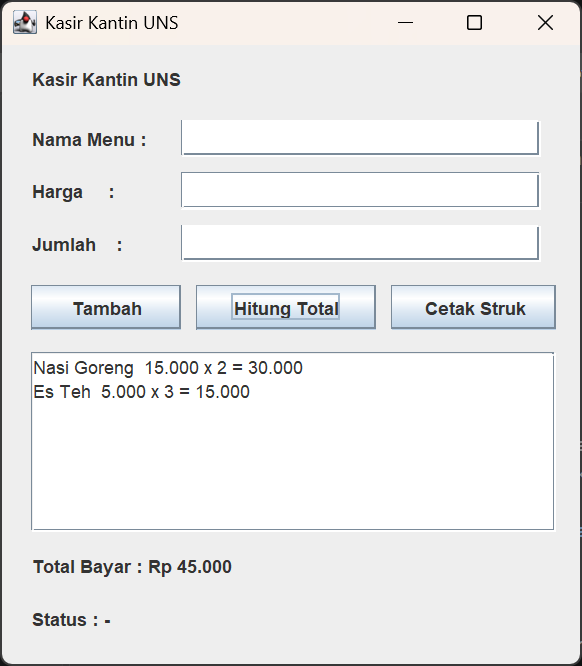 Kasir Kantin UNS
Kasir Kantin UNS
Nama Menu :
Harga :
Jumlah :
Tambah Hitung Total Cetak Struk
Nasi Goreng 15.000 x 2 = 30.000
Es Teh 5.000 x 3 = 15.000
Total Bayar : Rp 45.000
Status : -